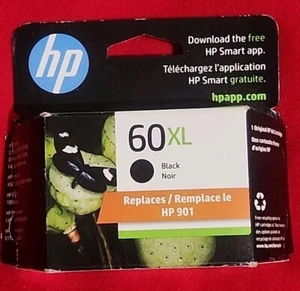 hp
Download the free
HP Smart app.
Téléchargez l'application
HP Smart gratuite.
hpapp.com
60XL
Black
Noir
Replaces / Remplace le
HP 901